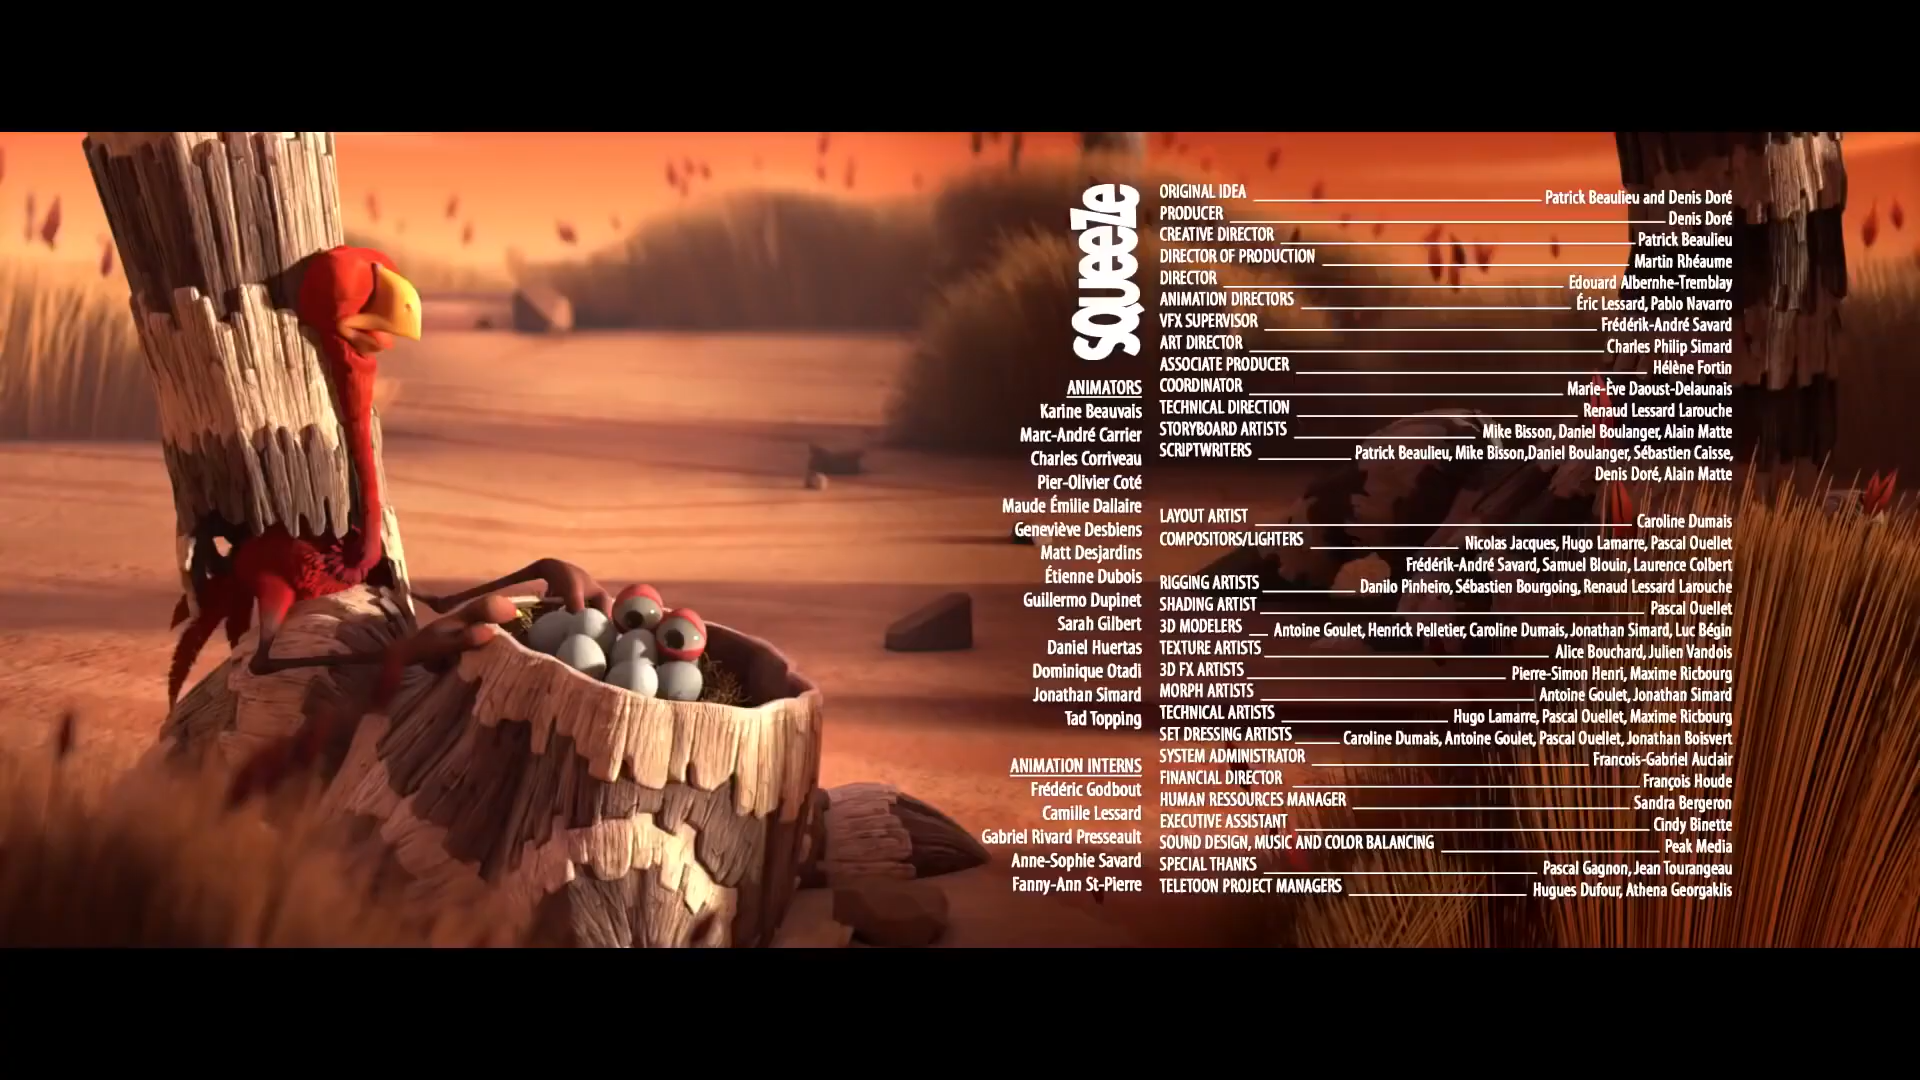 squeeze
ANIMATORS
Karine Beauvais
Marc-André Carrier
Charles Corriveau
Pier-Olivier Coté
Maude Émilie Dallaire
Geneviève Desbiens
Matt Desjardins
Étienne Dubois
Guillermo Dupinet
Sarah Gilbert
Daniel Huertas
Dominique Otadi
Jonathan Simard
Tad Topping
ANIMATION INTERNS
Frédéric Godbout
Camille Lessard
Gabriel Rivard Presseault
Anne-Sophie Savard
Fanny-Ann St-Pierre
ORIGINAL IDEA Patrick Beaulieu and Denis Doré
PRODUCER Denis Doré
CREATIVE DIRECTOR Patrick Beaulieu
DIRECTOR OF PRODUCTION Martin Rhéaume
DIRECTOR Edouard Albernhe-Tremblay
ANIMATION DIRECTORS Éric Lessard, Pablo Navarro
VFX SUPERVISOR Frédérik-André Savard
ART DIRECTOR Charles Philip Simard
ASSOCIATE PRODUCER Hélène Fortin
COORDINATOR Marie-Ève Daoust-Delaunais
TECHNICAL DIRECTION Renaud Lessard Larouche
STORYBOARD ARTISTS Mike Bisson, Daniel Boulanger, Alain Matte
SCRIPTWRITERS Patrick Beaulieu, Mike Bisson,Daniel Boulanger, Sébastien Caisse,
Denis Doré, Alain Matte
LAYOUT ARTIST Caroline Dumais
COMPOSITORS/LIGHTERS Nicolas Jacques, Hugo Lamarre, Pascal Ouellet
Frédérik-André Savard, Samuel Blouin, Laurence Colbert
RIGGING ARTISTS Danilo Pinheiro, Sébastien Bourgoing, Renaud Lessard Larouche
SHADING ARTIST Pascal Ouellet
3D MODELERS Antoine Goulet, Henrick Pelletier, Caroline Dumais, Jonathan Simard, Luc Bégin
TEXTURE ARTISTS Alice Bouchard, Julien Vandois
3D FX ARTISTS Pierre-Simon Henri, Maxime Ricbourg
MORPH ARTISTS Antoine Goulet, Jonathan Simard
TECHNICAL ARTISTS Hugo Lamarre, Pascal Ouellet, Maxime Ricbourg
SET DRESSING ARTISTS Caroline Dumais, Antoine Goulet, Pascal Ouellet, Jonathan Boisvert
SYSTEM ADMINISTRATOR Francois-Gabriel Auclair
FINANCIAL DIRECTOR François Houde
HUMAN RESSOURCES MANAGER Sandra Bergeron
EXECUTIVE ASSISTANT Cindy Binette
SOUND DESIGN, MUSIC AND COLOR BALANCING Peak Media
SPECIAL THANKS Pascal Gagnon, Jean Tourangeau
TELETOON PROJECT MANAGERS Hugues Dufour, Athena Georgaklis